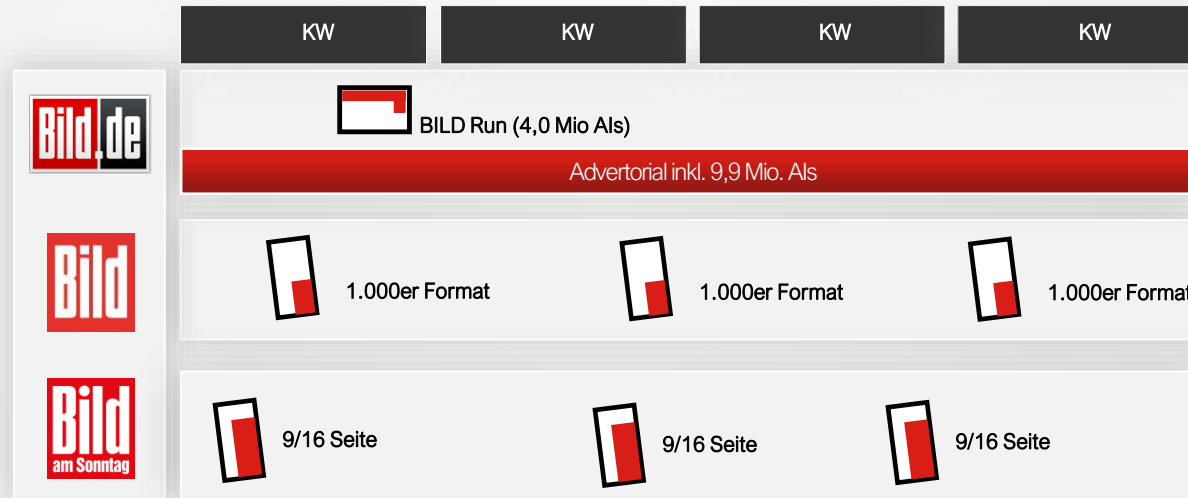 KW KW KW KW
Bild.de
BILD Run (4,0 Mio AIs)
Advertorial inkl. 9,9 Mio. AIs
Bild
1.000er Format 1.000er Format 1.000er Format
Bild
am Sonntag
9/16 Seite 9/16 Seite 9/16 Seite